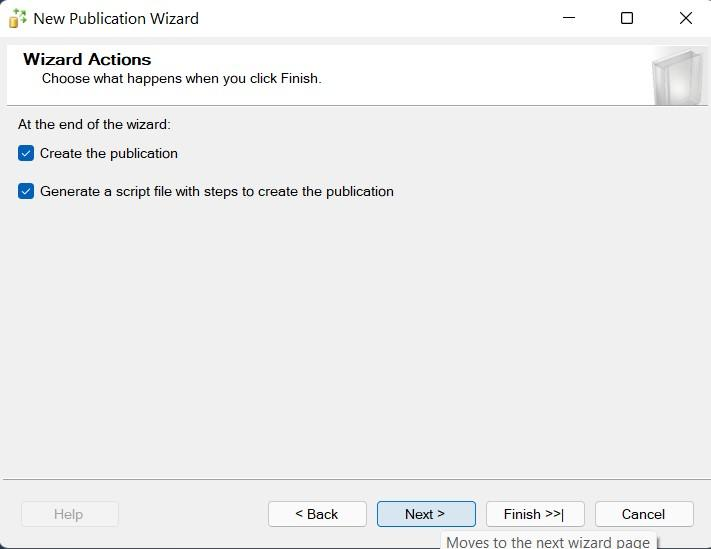 New Publication Wizard
Wizard Actions
Choose what happens when you click Finish.
At the end of the wizard:
Create the publication
Generate a script file with steps to create the publication
Help
< Back
Next >
Finish >>|
Cancel
Moves to the next wizard page